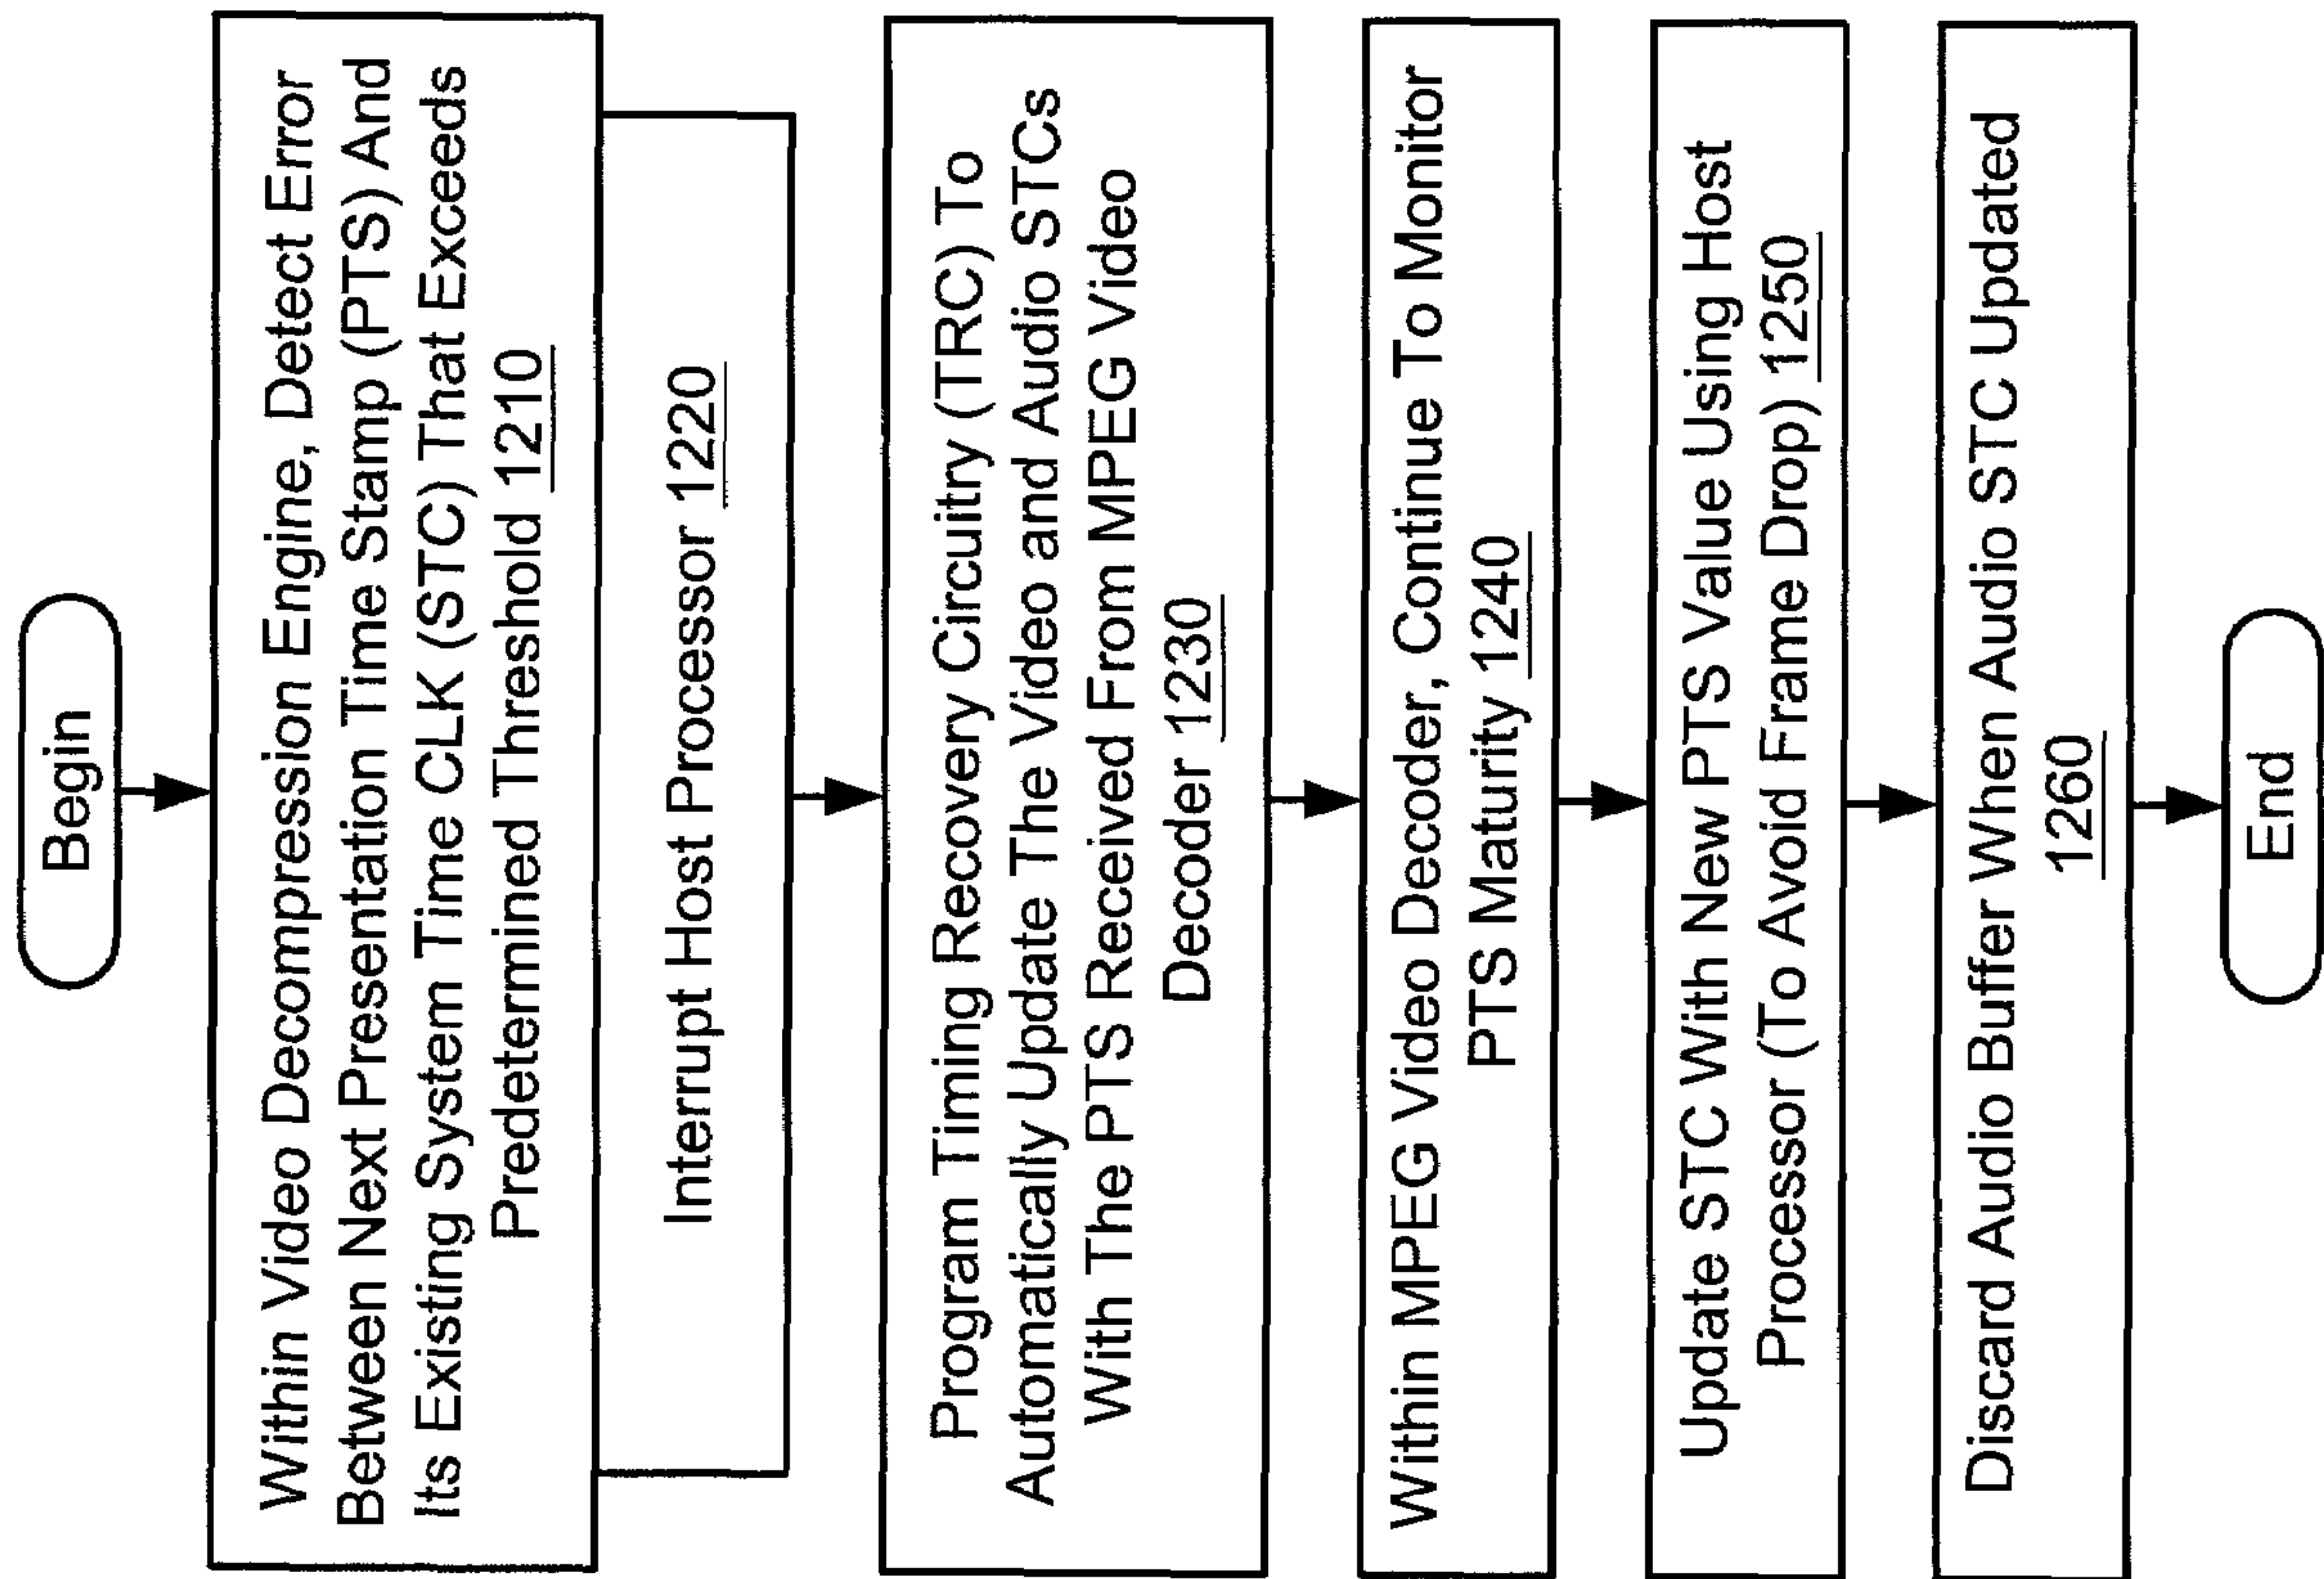 Begin
Within Video Decompression Engine, Detect Error
Between Next Presentation Time Stamp (PTS) And
Its Existing System Time CLK (STC) That Exceeds
Predetermined Threshold 1210
Interrupt Host Processor 1220
Program Timing Recovery Circuitry (TRC) To
Automatically Update The Video and Audio STCs
With The PTS Received From MPEG Video
Decoder 1230
Within MPEG Video Decoder, Continue To Monitor
PTS Maturity 1240
Update STC With New PTS Value Using Host
Processor (To Avoid Frame Drop) 1250
Discard Audio Buffer When Audio STC Updated
1260
End